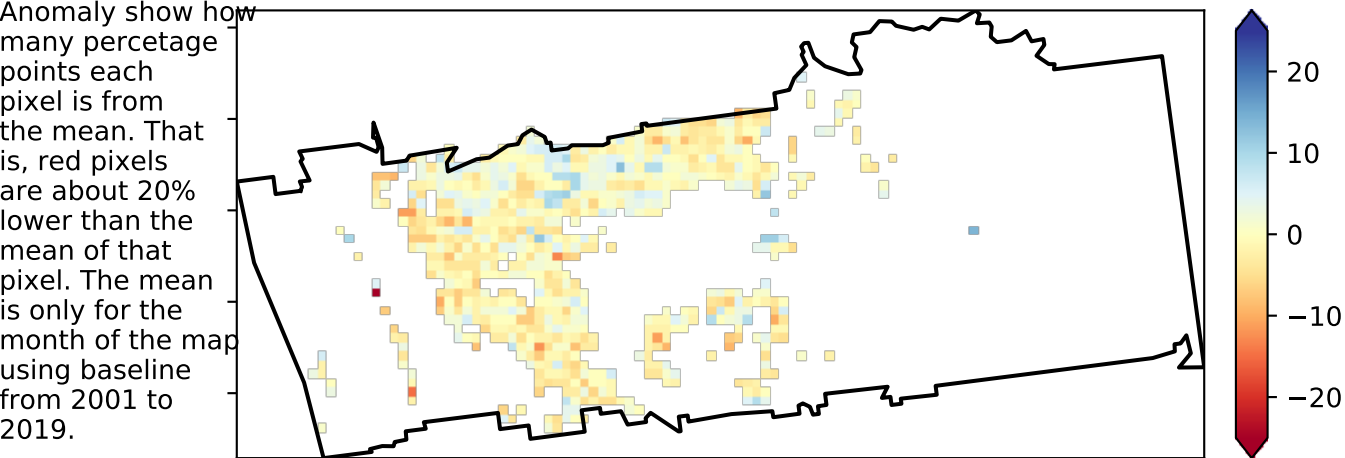 Anomaly show how
many percetage
points each
pixel is from
the mean. That
is, red pixels
are about 20%
lower than the
mean of that
pixel. The mean
is only for the
month of the map
using baseline
from 2001 to
2019.
20
10
0
−10
−20